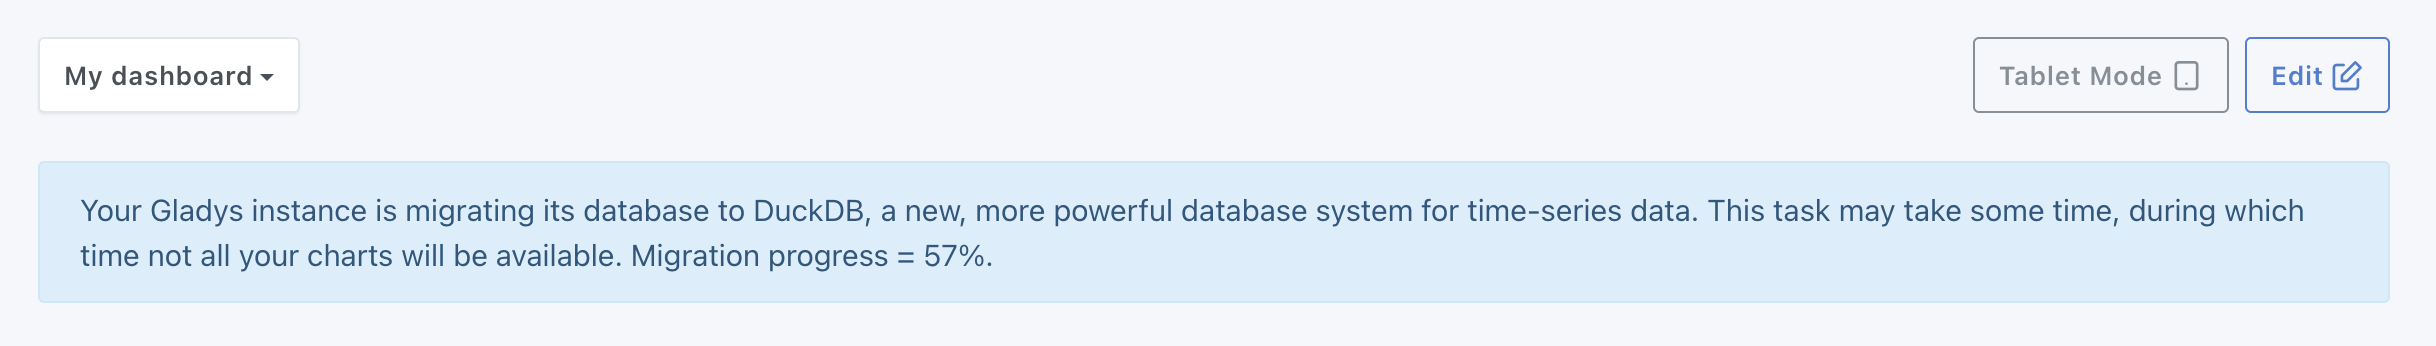 My dashboard
Tablet Mode
Edit
Your Gladys instance is migrating its database to DuckDB, a new, more powerful database system for time-series data. This task may take some time, during which
time not all your charts will be available. Migration progress = 57%.